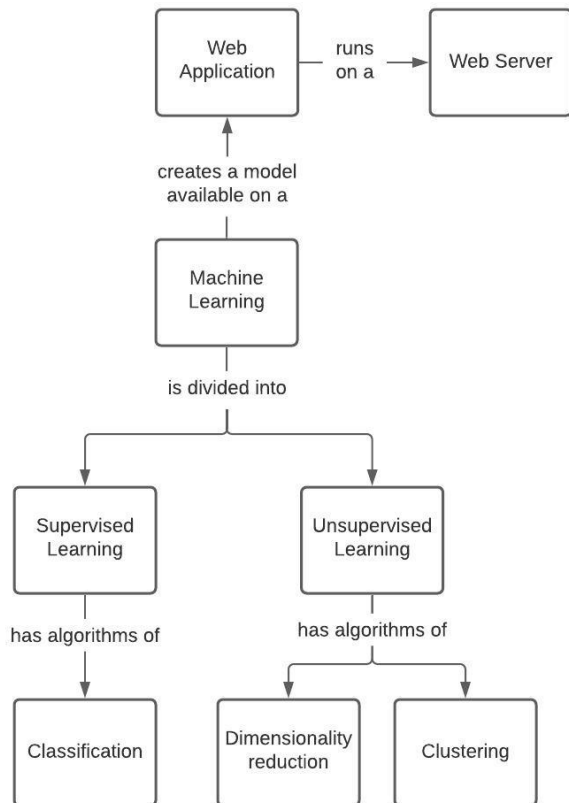 Web
Application
runs
on a
Web Server
creates a model
available on a
Machine
Learning
is divided into
Supervised
Learning
Unsupervised
Learning
has algorithms of
has algorithms of
Classification
Dimensionality
reduction
Clustering